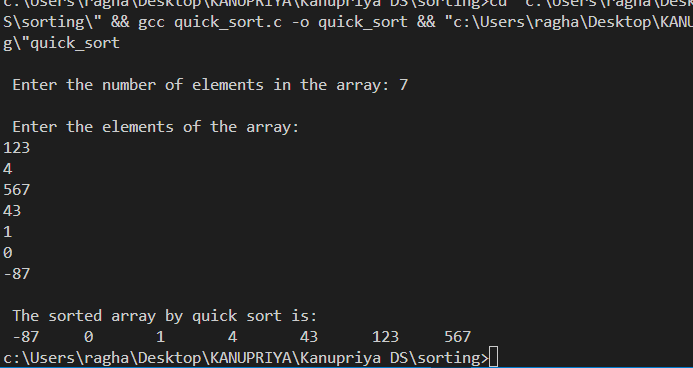 c:\Users\ragha\Desktop\KANUPRIYA\Kanupriya DS\sorting>cd "c:\Users\ragha\Desktop\KANUPRIYA\Kanupriya D
S\sorting\" && gcc quick_sort.c -o quick_sort && "c:\Users\ragha\Desktop\KANU
g\"quick_sort
Enter the number of elements in the array: 7
Enter the elements of the array:
123
4
567
43
1
0
-87
The sorted array by quick sort is:
-87 0 1 4 43 123 567
c:\Users\ragha\Desktop\KANUPRIYA\Kanupriya DS\sorting>